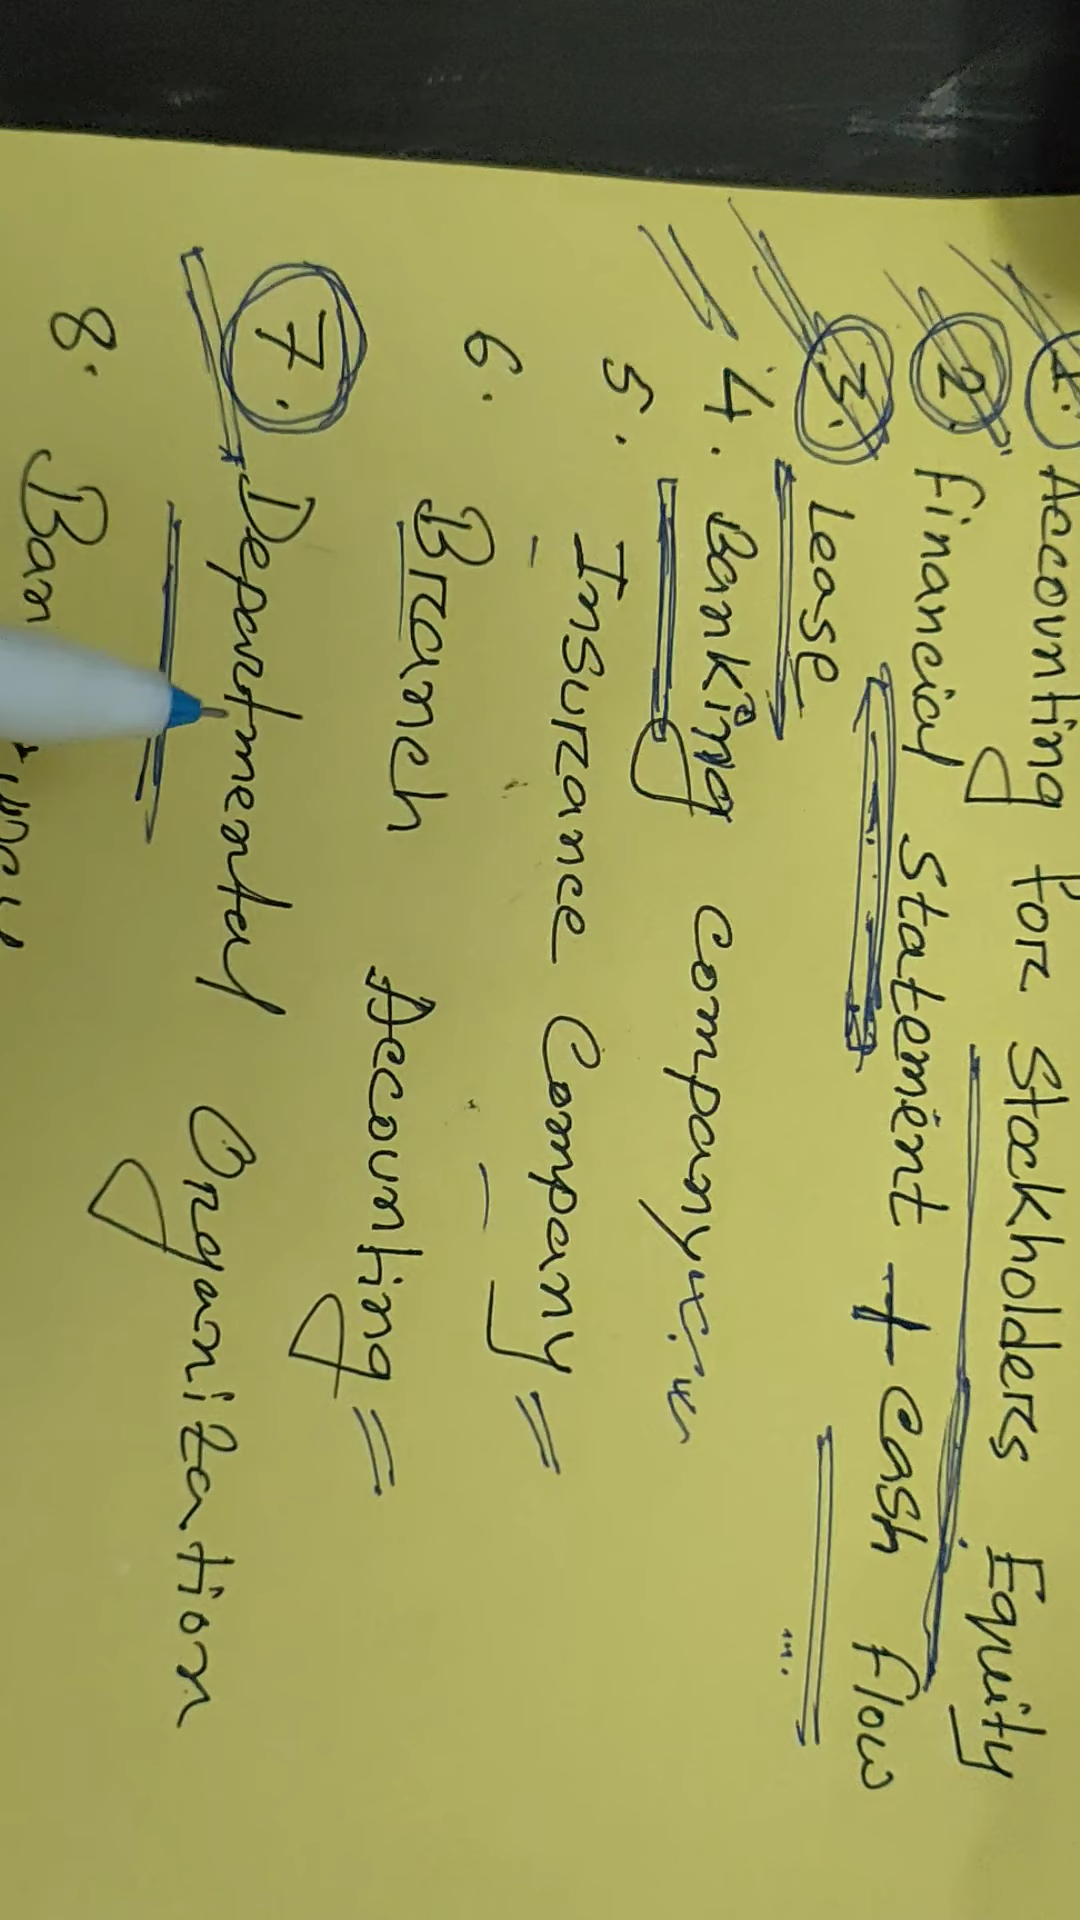 1. Accounting for Stockholders Equity
2. Financial Statement + Cash Flow
3. Lease
4. Banking Company
5. Insurance Company =
6. Branch Accounting =
7. Departmental Organization
8.